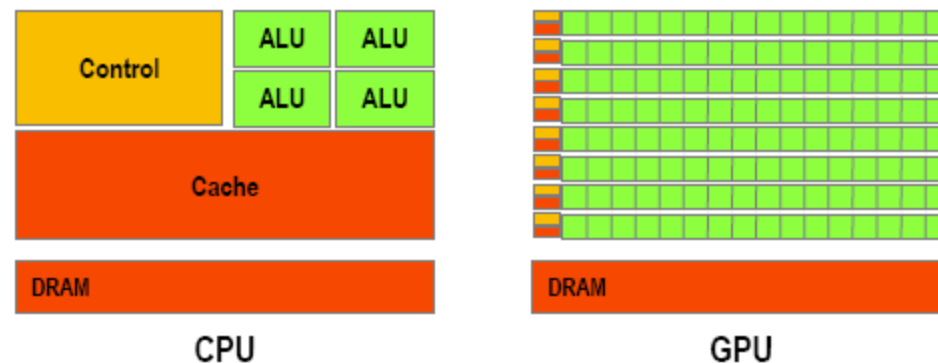 Control
ALU ALU
ALU ALU
Cache
DRAM
CPU
DRAM
GPU